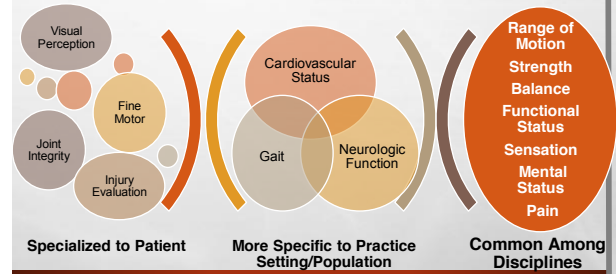 Visual
Perception
Fine
Motor
Joint
Integrity
Injury
Evaluation
Specialized to Patient
Cardiovascular
Status
Gait
Neurologic
Function
More Specific to Practice
Setting/Population
Range of
Motion
Strength
Balance
Functional
Status
Sensation
Mental
Status
Pain
Common Among
Disciplines